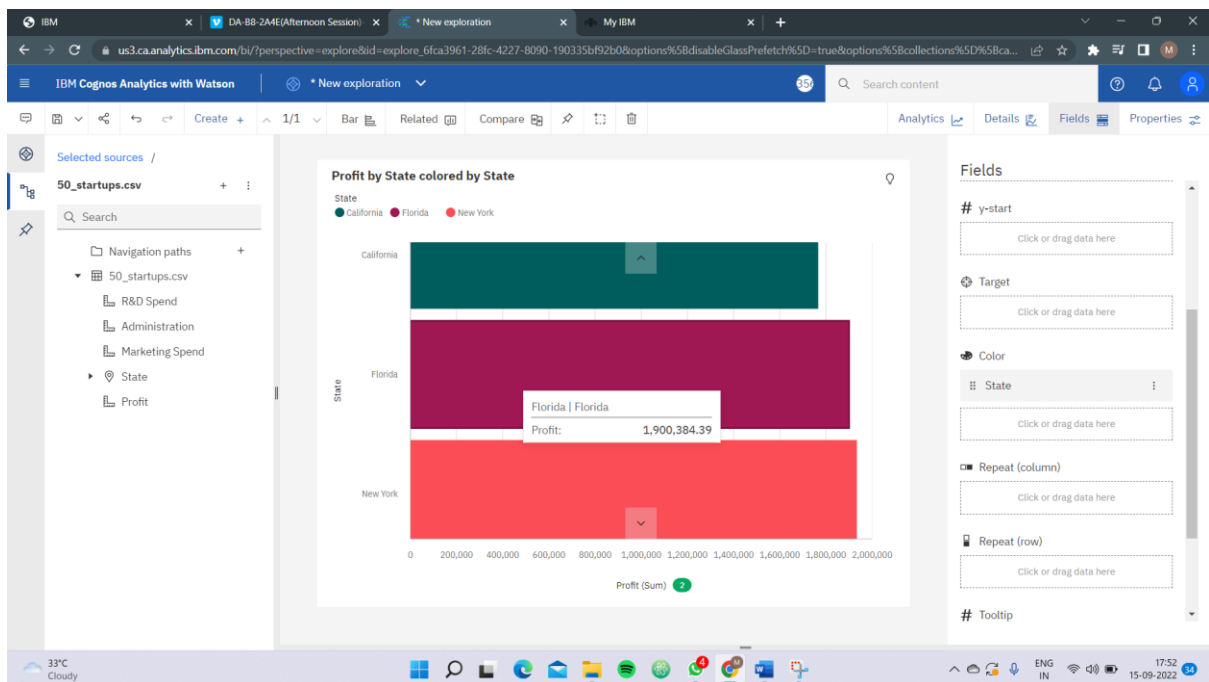 IBM
DA-BB-2A4E(Afternoon Session)
* New exploration
My IBM
us3.ca.analytics.ibm.com/bi/?perspective=explore&id=explore_6fca3961-28fc-4227-8090-190335bf92b0&options%5BdisableGlassPrefetch%5D=true&options%5Bcollections%5D%5Bca...
M
IBM Cognos Analytics with Watson
* New exploration
Search content
Create +
1/1
Bar
Related
Compare
Analytics
Details
Fields
Properties
Selected sources /
50_startups.csv
Search
Navigation paths
50_startups.csv
R&D Spend
Administration
Marketing Spend
State
Profit
Profit by State colored by State
State
California
Florida
New York
California
Florida
New York
State
Florida | Florida
Profit: 1,900,384.39
0 200,000 400,000 600,000 800,000 1,000,000 1,200,000 1,400,000 1,600,000 1,800,000 2,000,000
Profit (Sum) 2
Fields
# y-start
Click or drag data here
Target
Click or drag data here
Color
State
Click or drag data here
Repeat (column)
Click or drag data here
Repeat (row)
Click or drag data here
# Tooltip
33°C
Cloudy
4
ENG
IN
17:52
15-09-2022
34